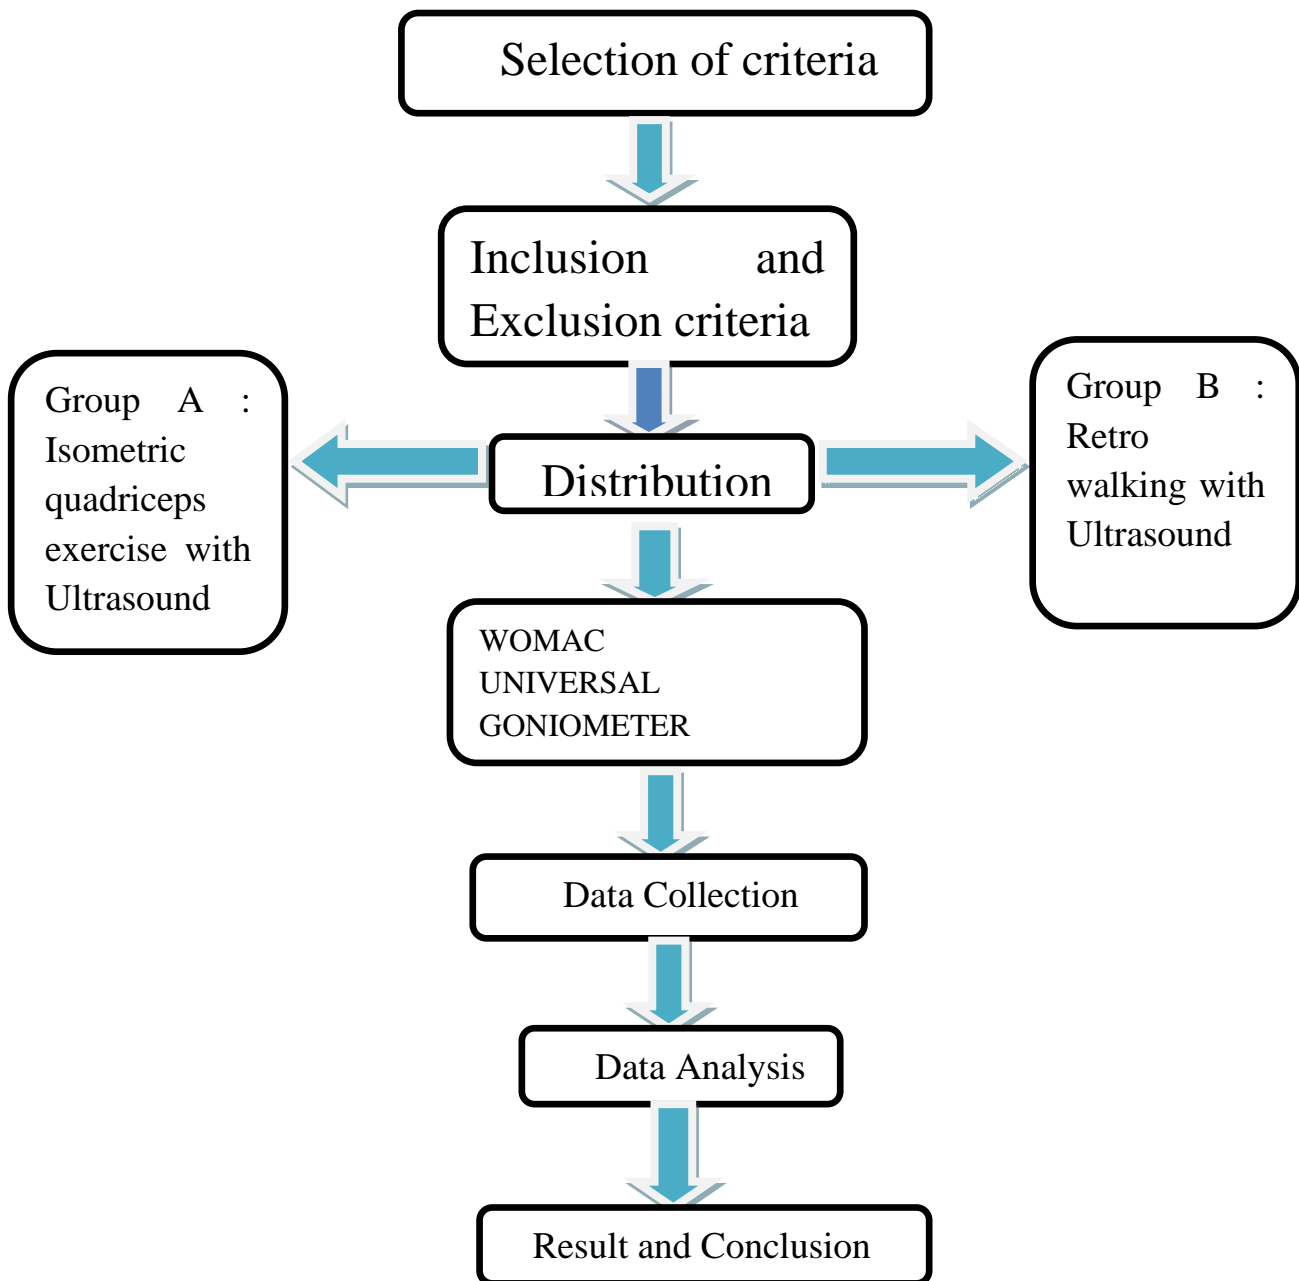 Selection of criteria
Inclusion and
Exclusion criteria
Group A :
Isometric
quadriceps
exercise with
Ultrasound
Distribution
Group B :
Retro
walking with
Ultrasound
WOMAC
UNIVERSAL
GONIOMETER
Data Collection
Data Analysis
Result and Conclusion